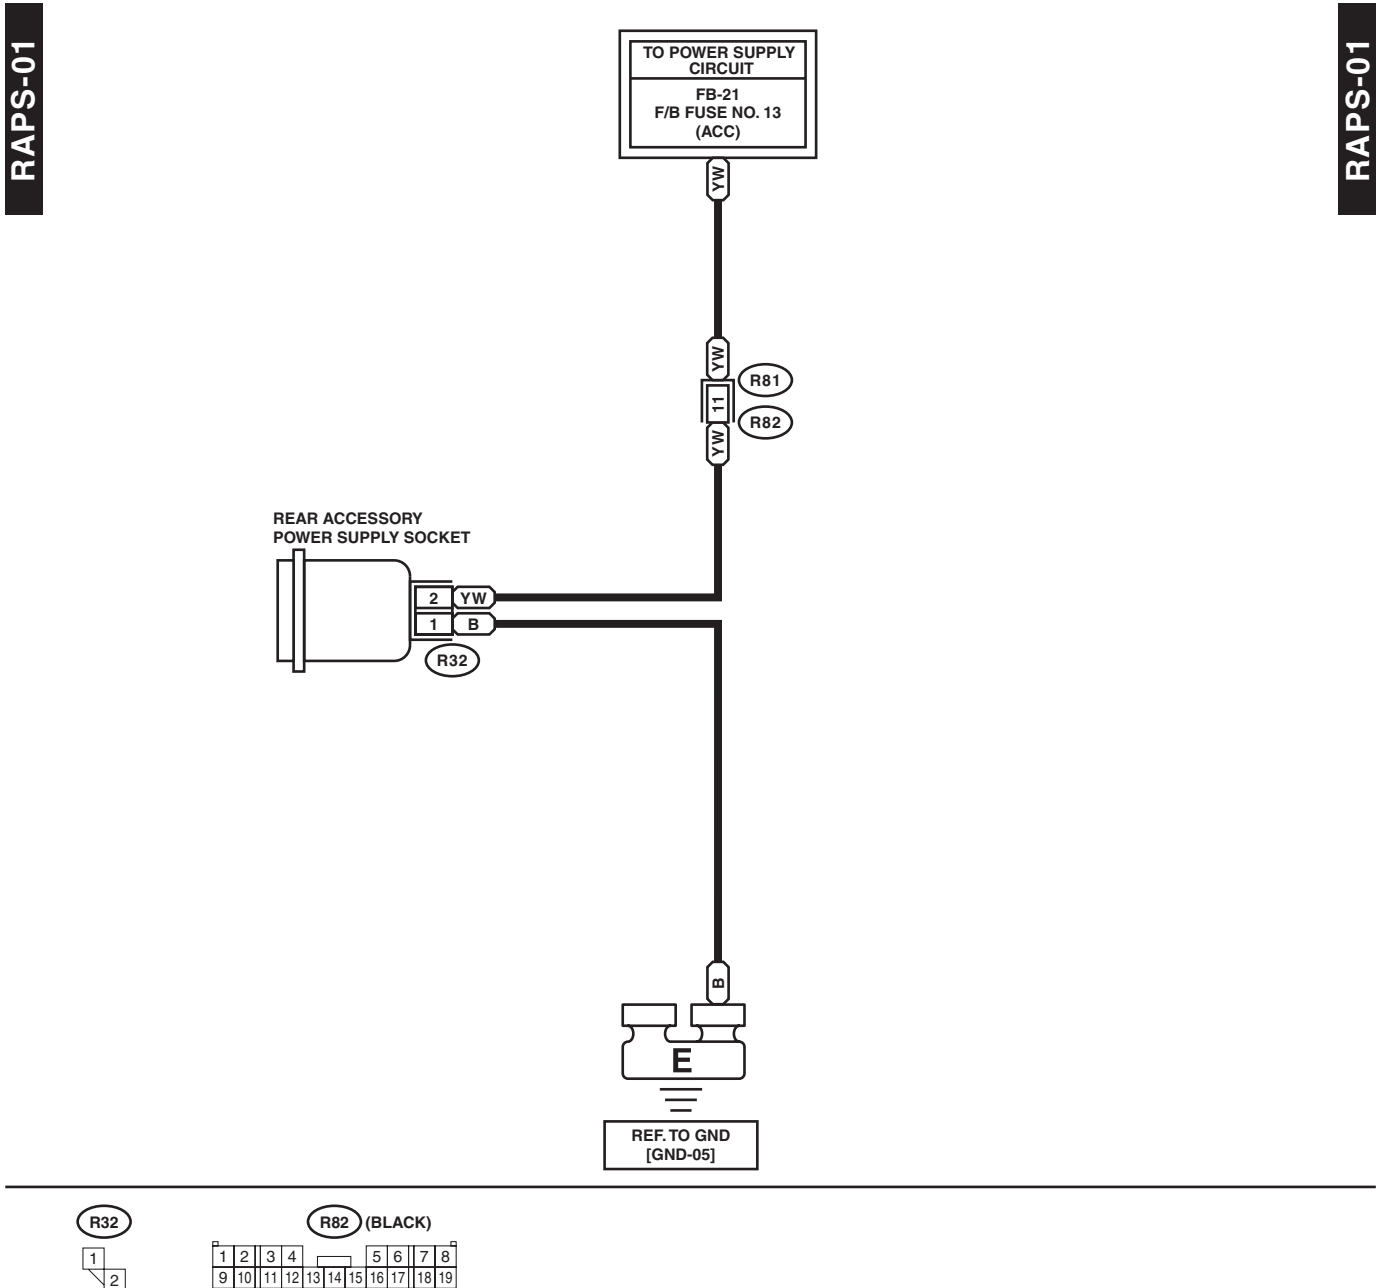 RAPS-01
RAPS-01
TO POWER SUPPLY
CIRCUIT
FB-21
F/B FUSE NO. 13
(ACC)
YW
YW
R81
11
R82
YW
REAR ACCESSORY
POWER SUPPLY SOCKET
2 YW
1 B
R32
B
E
REF. TO GND
[GND-05]
R32
R82 (BLACK)
1
2
1 2 3 4 5 6 7 8
9 10 11 12 13 14 15 16 17 18 19